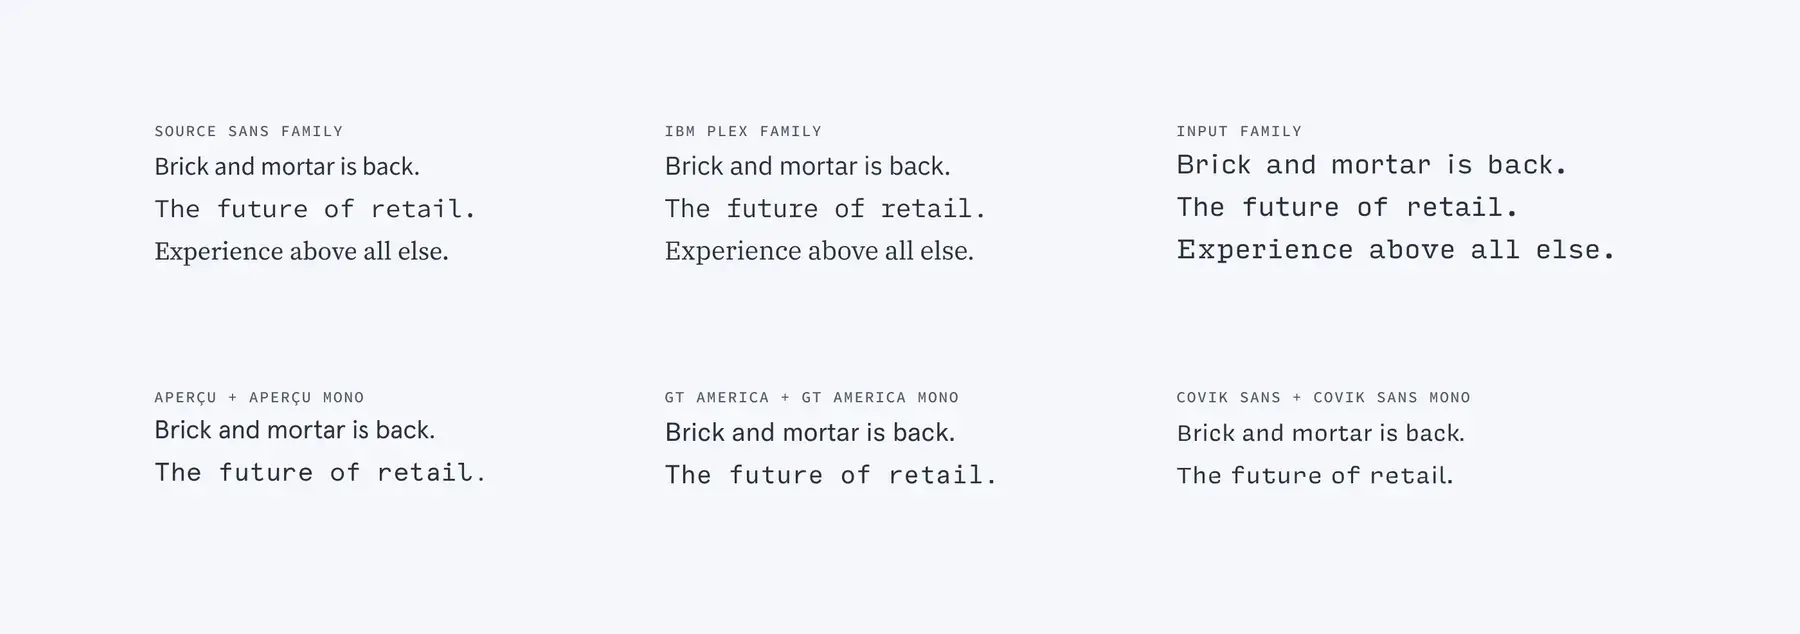 SOURCE SANS FAMILY
Brick and mortar is back.
The future of retail.
Experience above all else.
IBM PLEX FAMILY
Brick and mortar is back.
The future of retail.
Experience above all else.
INPUT FAMILY
Brick and mortar is back.
The future of retail.
Experience above all else.
APERÇU + APERÇU MONO
Brick and mortar is back.
The future of retail.
GT AMERICA + GT AMERICA MONO
Brick and mortar is back.
The future of retail.
COVIK SANS + COVIK SANS MONO
Brick and mortar is back.
The future of retail.